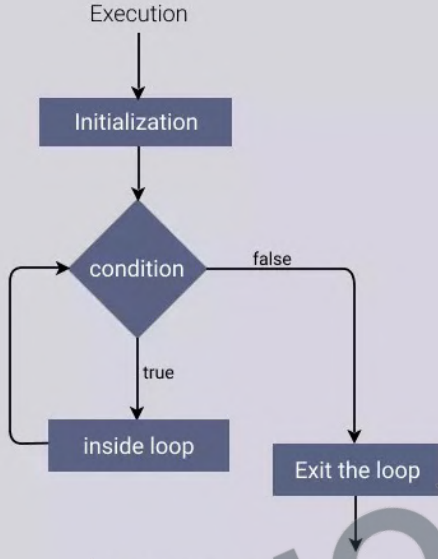 Execution
Initialization
condition
false
true
inside loop
Exit the loop